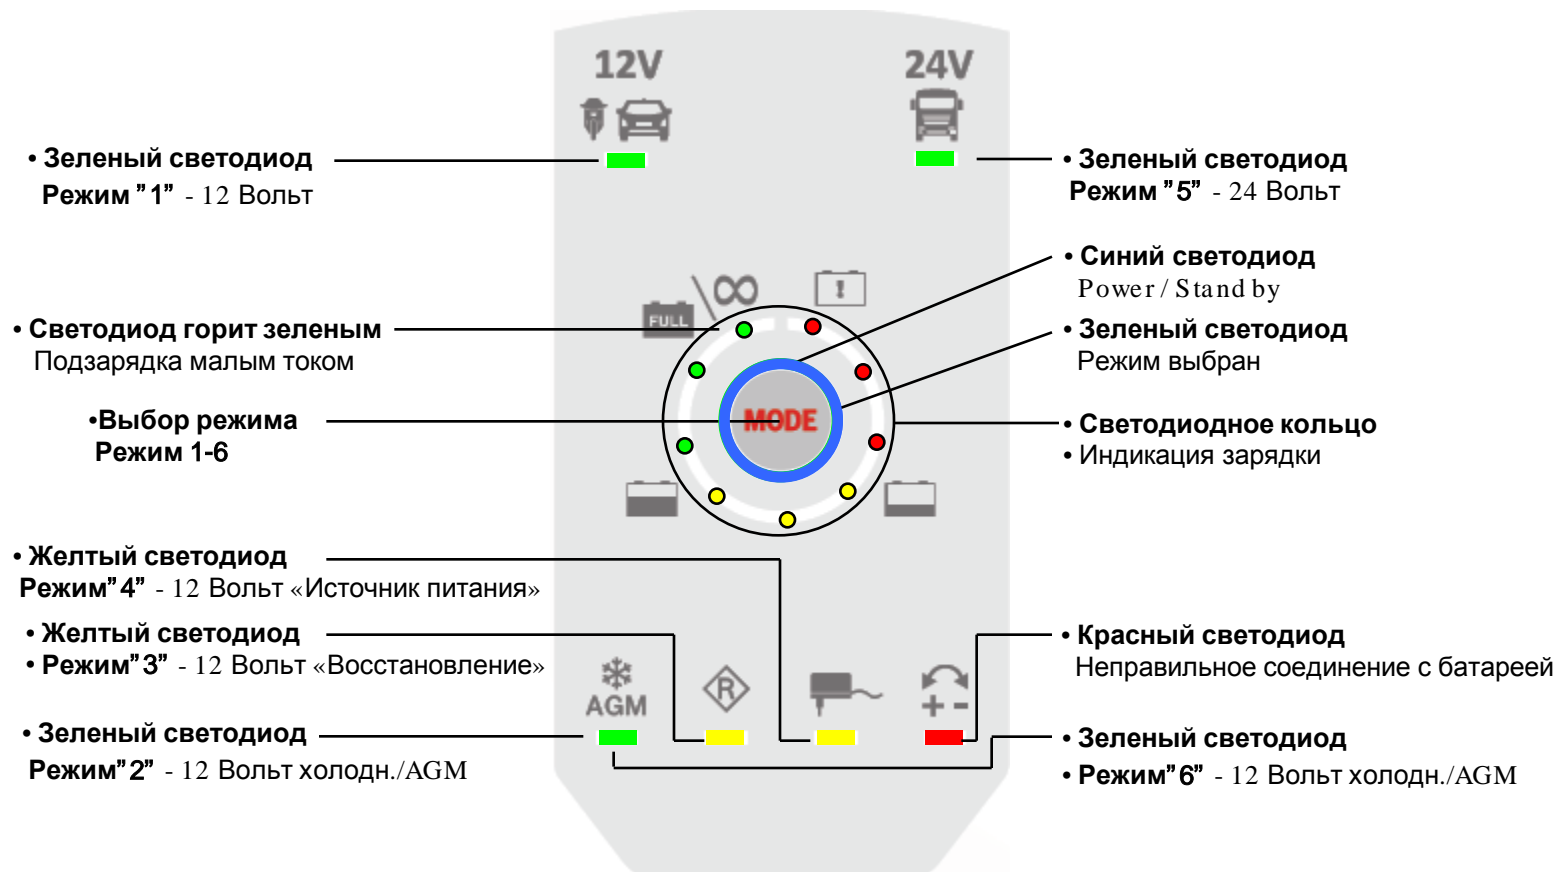 12V
24V
• Зеленый светодиод
Режим "1" - 12 Вольт
• Зеленый светодиод
Режим "5" - 24 Вольт
• Синий светодиод
Power / Stand by
FULL
• Светодиод горит зеленым
Подзарядка малым током
• Зеленый светодиод
Режим выбран
•Выбор режима
Режим 1-6
MODE
• Светодиодное кольцо
• Индикация зарядки
• Желтый светодиод
Режим"4" - 12 Вольт «Источник питания»
• Желтый светодиод
• Режим"3" - 12 Вольт «Восстановление»
• Красный светодиод
Неправильное соединение с батареей
AGM
R
+ -
• Зеленый светодиод
Режим"2" - 12 Вольт холодн./AGM
• Зеленый светодиод
• Режим"6" - 12 Вольт холодн./AGM